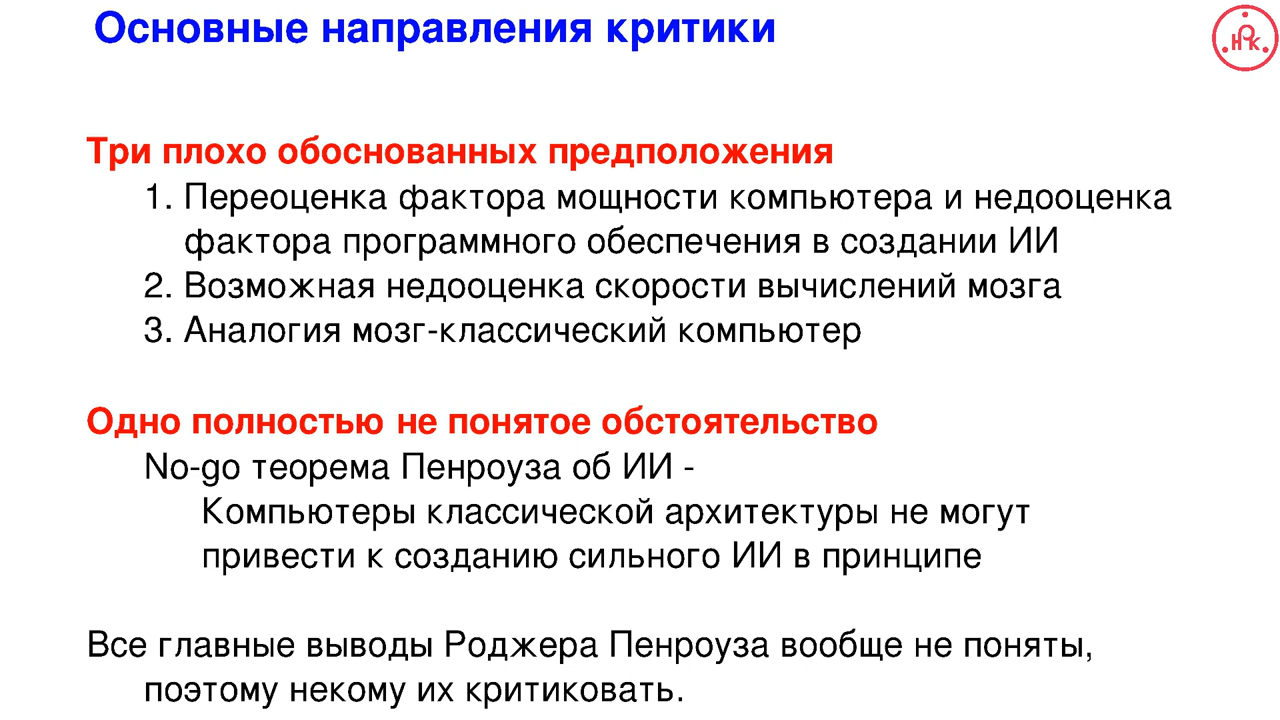 Основные направления критики
НРК
Три плохо обоснованных предположения
1. Переоценка фактора мощности компьютера и недооценка
фактора программного обеспечения в создании ИИ
2. Возможная недооценка скорости вычислений мозга
3. Аналогия мозг-классический компьютер
Одно полностью не понятое обстоятельство
No-go теорема Пенроуза об ИИ -
Компьютеры классической архитектуры не могут
привести к созданию сильного ИИ в принципе
Все главные выводы Роджера Пенроуза вообще не поняты,
поэтому некому их критиковать.